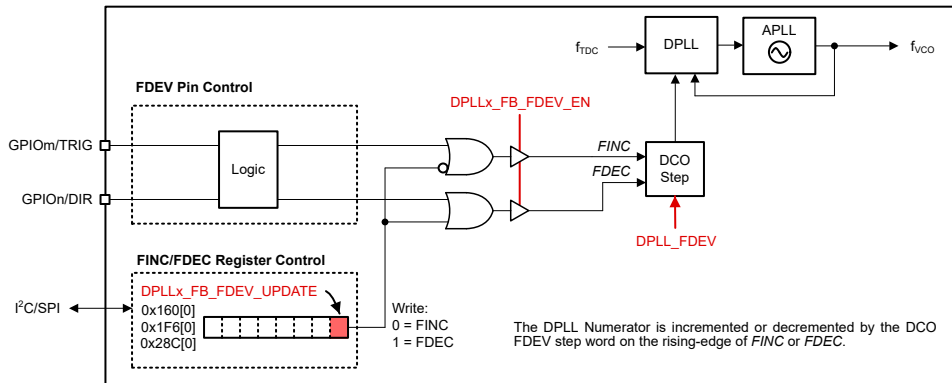 f_TDC
DPLL
APLL
f_VCO
FDEV Pin Control
DPLLx_FB_FDEV_EN
GPIOm/TRIG
Logic
FINC
FDEC
DCO
Step
GPIOn/DIR
DPLL_FDEV
FINC/FDEC Register Control
DPLLx_FB_FDEV_UPDATE
I²C/SPI
0x160[0]
0x1F6[0]
0x28C[0]
Write:
0 = FINC
1 = FDEC
The DPLL Numerator is incremented or decremented by the DCO
FDEV step word on the rising-edge of FINC or FDEC.